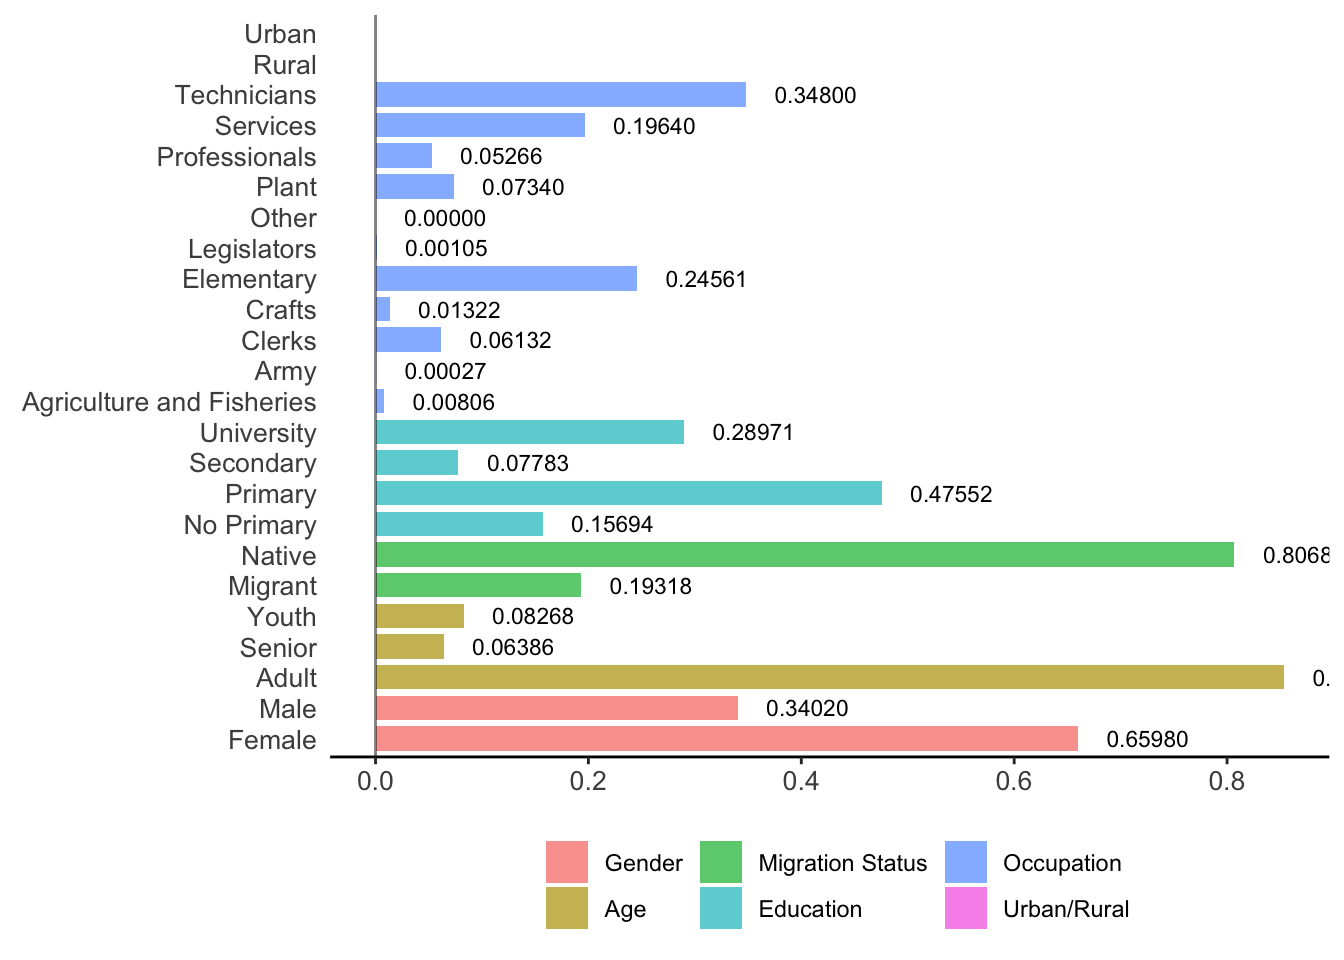 Urban
Rural
Technicians 0.34800
Services 0.19640
Professionals 0.05266
Plant 0.07340
Other 0.00000
Legislators 0.00105
Elementary 0.24561
Crafts 0.01322
Clerks 0.06132
Army 0.00027
Agriculture and Fisheries 0.00806
University 0.28971
Secondary 0.07783
Primary 0.47552
No Primary 0.15694
Native 0.8068
Migrant 0.19318
Youth 0.08268
Senior 0.06386
Adult 0.
Male 0.34020
Female 0.65980
0.0 0.2 0.4 0.6 0.8
Gender Migration Status Occupation
Age Education Urban/Rural